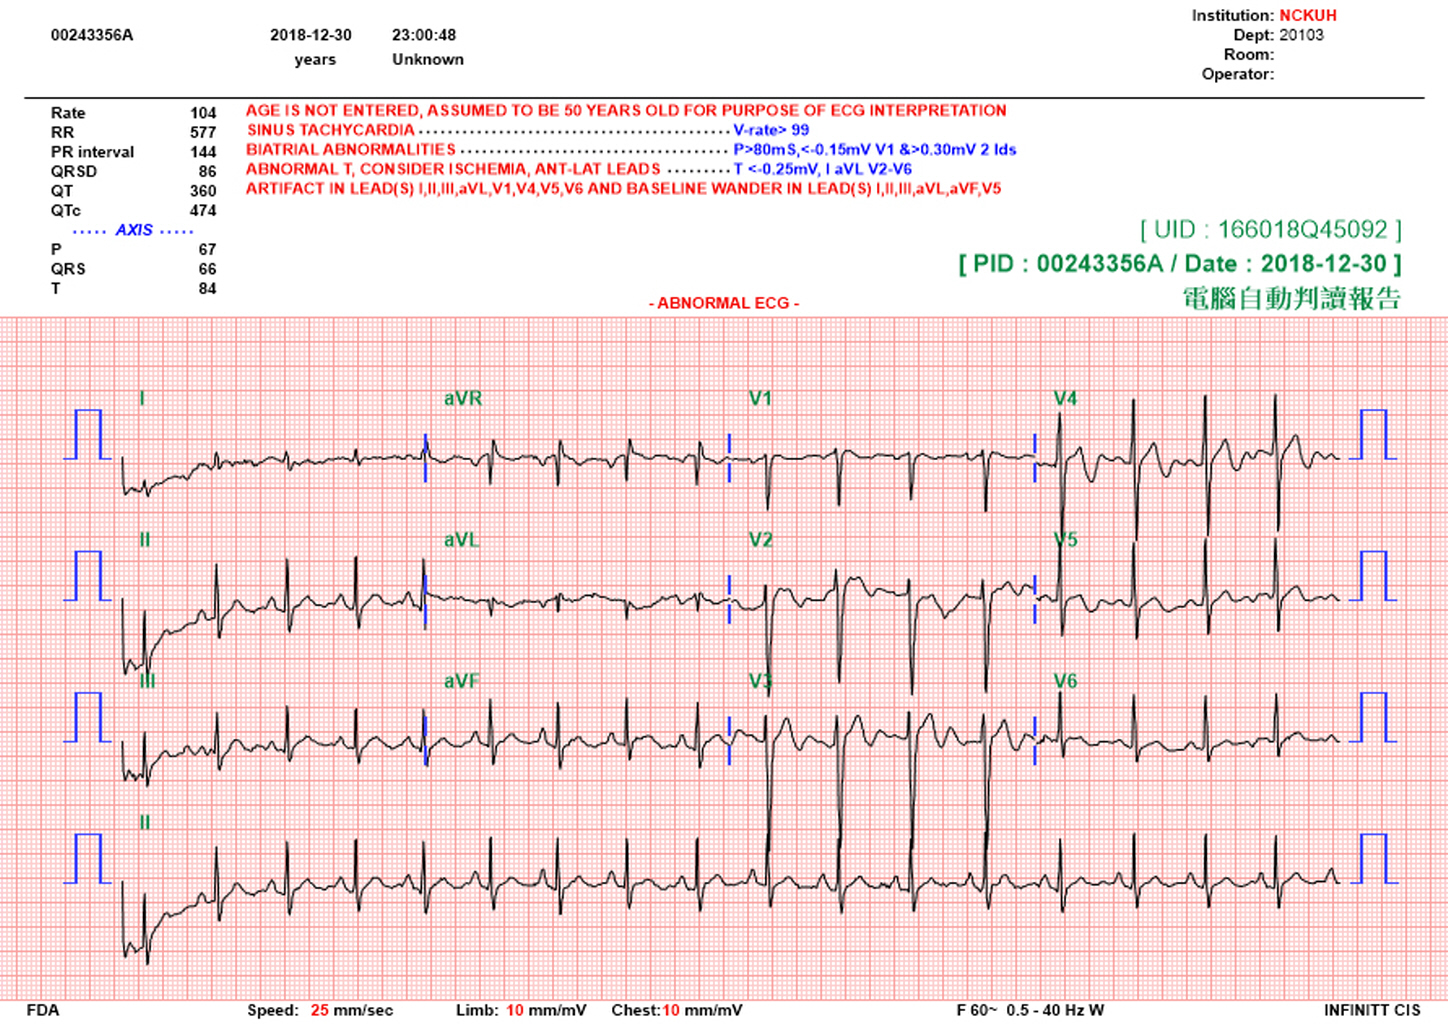 Institution: NCKUH
00243356A 2018-12-30 23:00:48 Dept: 20103
years Unknown Room:
Operator:
Rate 104 AGE IS NOT ENTERED, ASSUMED TO BE 50 YEARS OLD FOR PURPOSE OF ECG INTERPRETATION
RR 577 SINUS TACHYCARDIA ..................................... V-rate> 99
PR interval 144 BIATRIAL ABNORMALITIES ................................ P>80mS,<-0.15mV V1 &>0.30mV 2 lds
QRSD 86 ABNORMAL T, CONSIDER ISCHEMIA, ANT-LAT LEADS ......... T <-0.25mV, I aVL V2-V6
QT 360 ARTIFACT IN LEAD(S) I,II,III,aVL,V1,V4,V5,V6 AND BASELINE WANDER IN LEAD(S) I,II,III,aVL,aVF,V5
QTc 474
..... AXIS ..... [ UID : 166018Q45092 ]
P 67
QRS 66 [ PID : 00243356A / Date : 2018-12-30 ]
T 84 電腦自動判讀報告
- ABNORMAL ECG -
I aVR V1 V4
II aVL V2 V5
III aVF V3 V6
II
FDA Speed: 25 mm/sec Limb: 10 mm/mV Chest:10 mm/mV F 60~ 0.5 - 40 Hz W INFINITT CIS